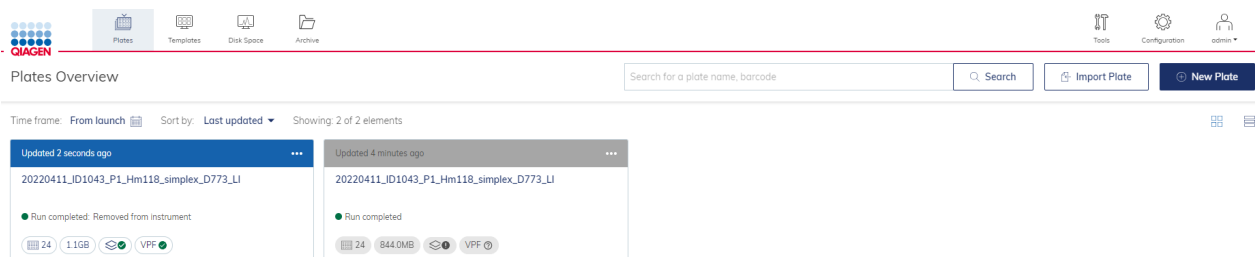 QIAGEN
Plates
Templates
Disk Space
Archive
Tools
Configuration
admin
Plates Overview
Search for a plate name, barcode
Search
Import Plate
New Plate
Time frame: From launch
Sort by: Last updated
Showing: 2 of 2 elements
Updated 2 seconds ago
20220411_ID1043_P1_Hm118_simplex_D773_LI
Run completed: Removed from instrument
24
1.1GB
VPF
Updated 4 minutes ago
20220411_ID1043_P1_Hm118_simplex_D773_LI
Run completed
24
844.0MB
VPF